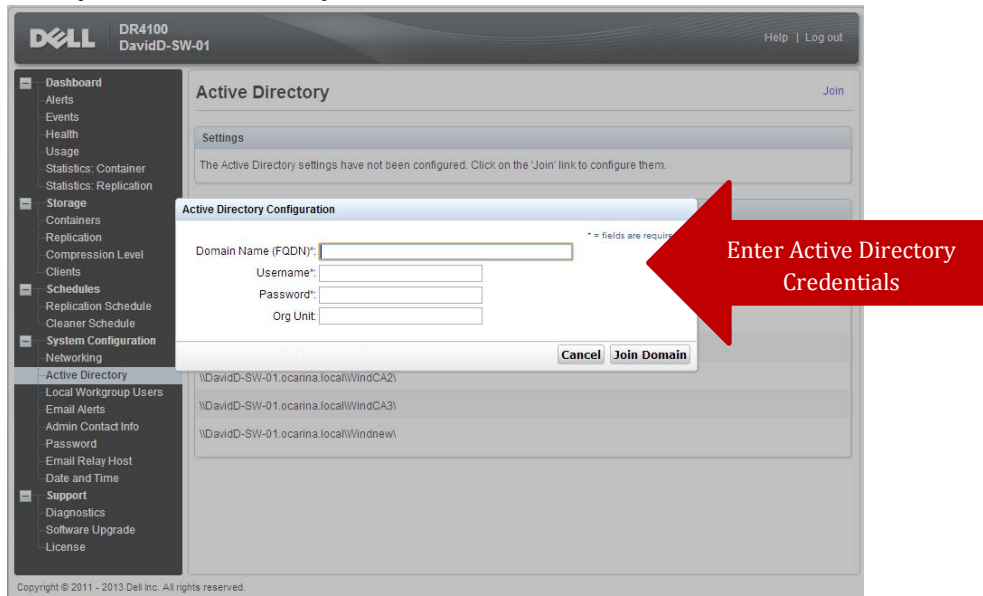 DELL
DR4100
DavidD-SW-01
Help | Log out
Dashboard
Alerts
Events
Health
Usage
Statistics: Container
Statistics: Replication
Storage
Containers
Replication
Compression Level
Clients
Schedules
Replication Schedule
Cleaner Schedule
System Configuration
Networking
Active Directory
Local Workgroup Users
Email Alerts
Admin Contact Info
Password
Email Relay Host
Date and Time
Support
Diagnostics
Software Upgrade
License
Active Directory
Join
Settings
The Active Directory settings have not been configured. Click on the 'Join' link to configure them.
Active Directory Configuration
* = fields are require
Domain Name (FQDN)*:
Username*:
Password*:
Org Unit:
Cancel Join Domain
Enter Active Directory
Credentials
\\DavidD-SW-01.ocarina.local\WindCA2\
\\DavidD-SW-01.ocarina.local\WindCA3\
\\DavidD-SW-01.ocarina.local\Windnew\
Copyright © 2011 - 2013 Dell Inc. All rights reserved.